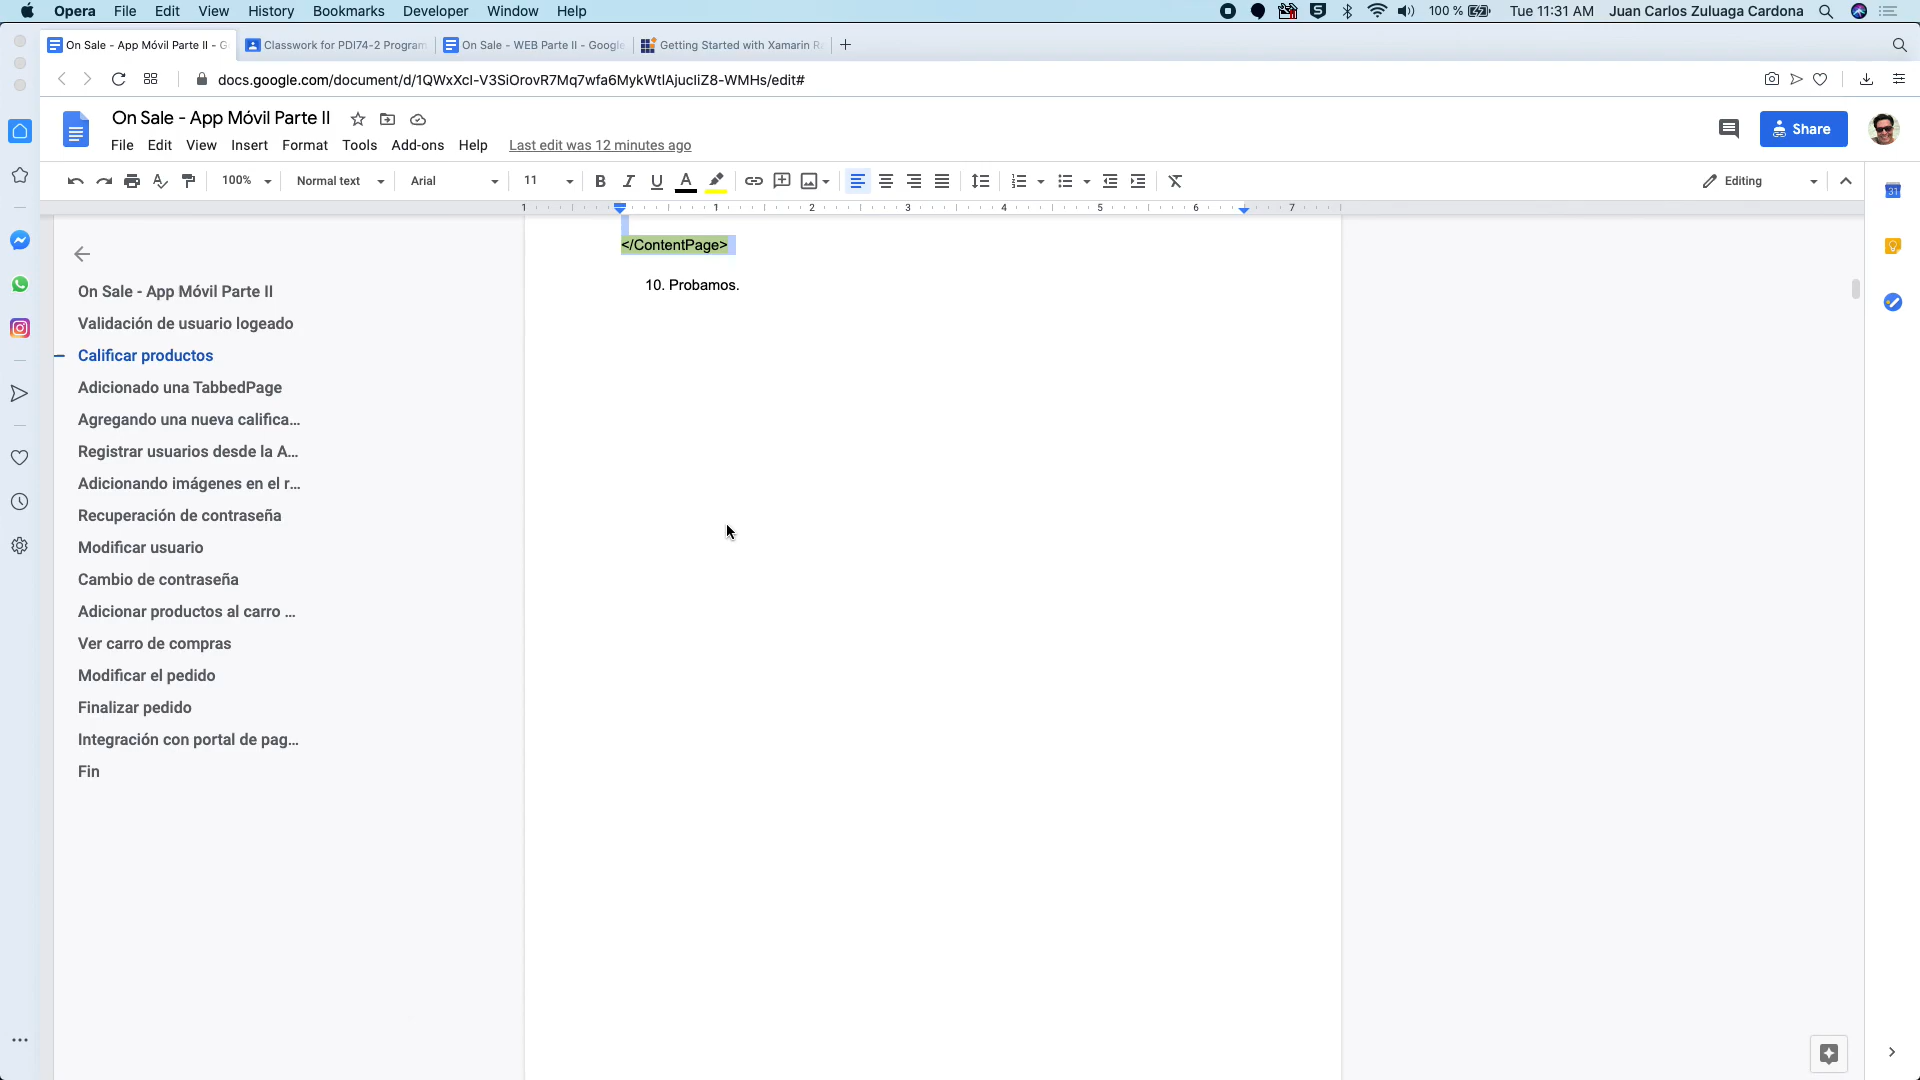 Opera File Edit View History Bookmarks Developer Window Help 100 % Tue 11:31 AM Juan Carlos Zuluaga Cardona
On Sale - App Móvil Parte II - G Classwork for PDI74-2 Program On Sale - WEB Parte II - Google Getting Started with Xamarin Ra
docs.google.com/document/d/1QWxXcI-V3SiOrovR7Mq7wfa6MykWtlAjucliZ8-WMHs/edit#
On Sale - App Móvil Parte II
File Edit View Insert Format Tools Add-ons Help Last edit was 12 minutes ago
Share
100% Normal text Arial 11 B I U A Editing
31
1 1 2 3 4 5 6 7
</ContentPage>
10. Probamos.
On Sale - App Móvil Parte II
Validación de usuario logeado
Calificar productos
Adicionado una TabbedPage
Agregando una nueva califica...
Registrar usuarios desde la A...
Adicionando imágenes en el r...
Recuperación de contraseña
Modificar usuario
Cambio de contraseña
Adicionar productos al carro ...
Ver carro de compras
Modificar el pedido
Finalizar pedido
Integración con portal de pag...
Fin